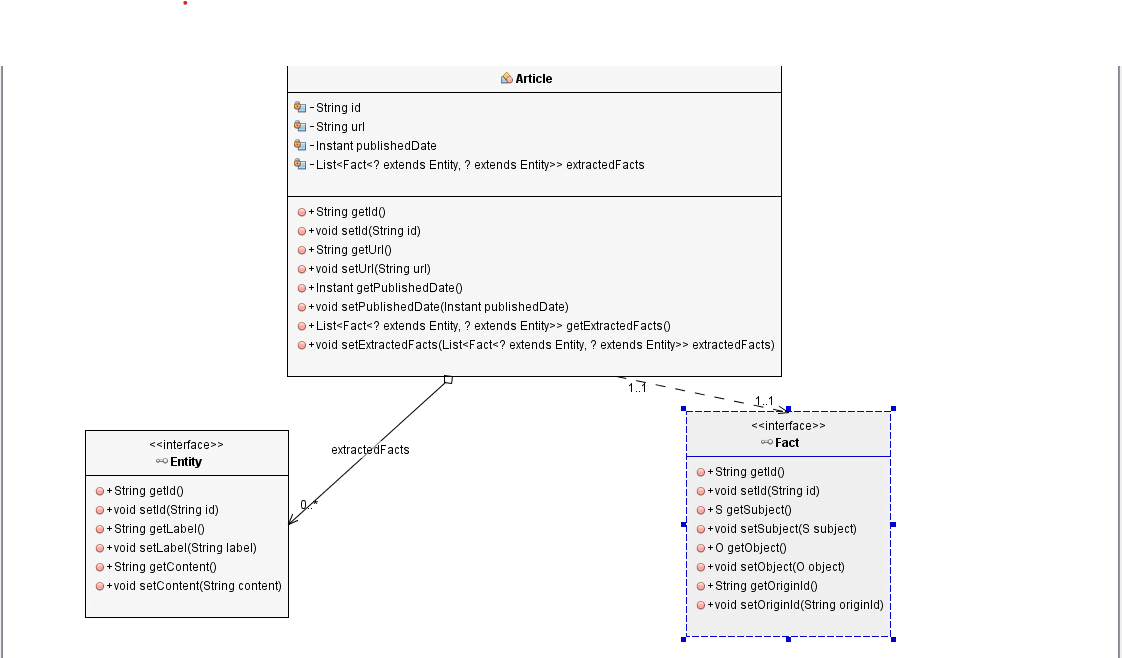 Article
-String id
-String url
-Instant publishedDate
-List<Fact<? extends Entity, ? extends Entity>> extractedFacts
+String getId()
+void setId(String id)
+String getUrl()
+void setUrl(String url)
+Instant getPublishedDate()
+void setPublishedDate(Instant publishedDate)
+List<Fact<? extends Entity, ? extends Entity>> getExtractedFacts()
+void setExtractedFacts(List<Fact<? extends Entity, ? extends Entity>> extractedFacts)
1..1
1..1
extractedFacts
0..*
<<interface>>
Entity
+String getId()
+void setId(String id)
+String getLabel()
+void setLabel(String label)
+String getContent()
+void setContent(String content)
<<interface>>
Fact
+String getId()
+void setId(String id)
+S getSubject()
+void setSubject(S subject)
+O getObject()
+void setObject(O object)
+String getOriginId()
+void setOriginId(String originId)